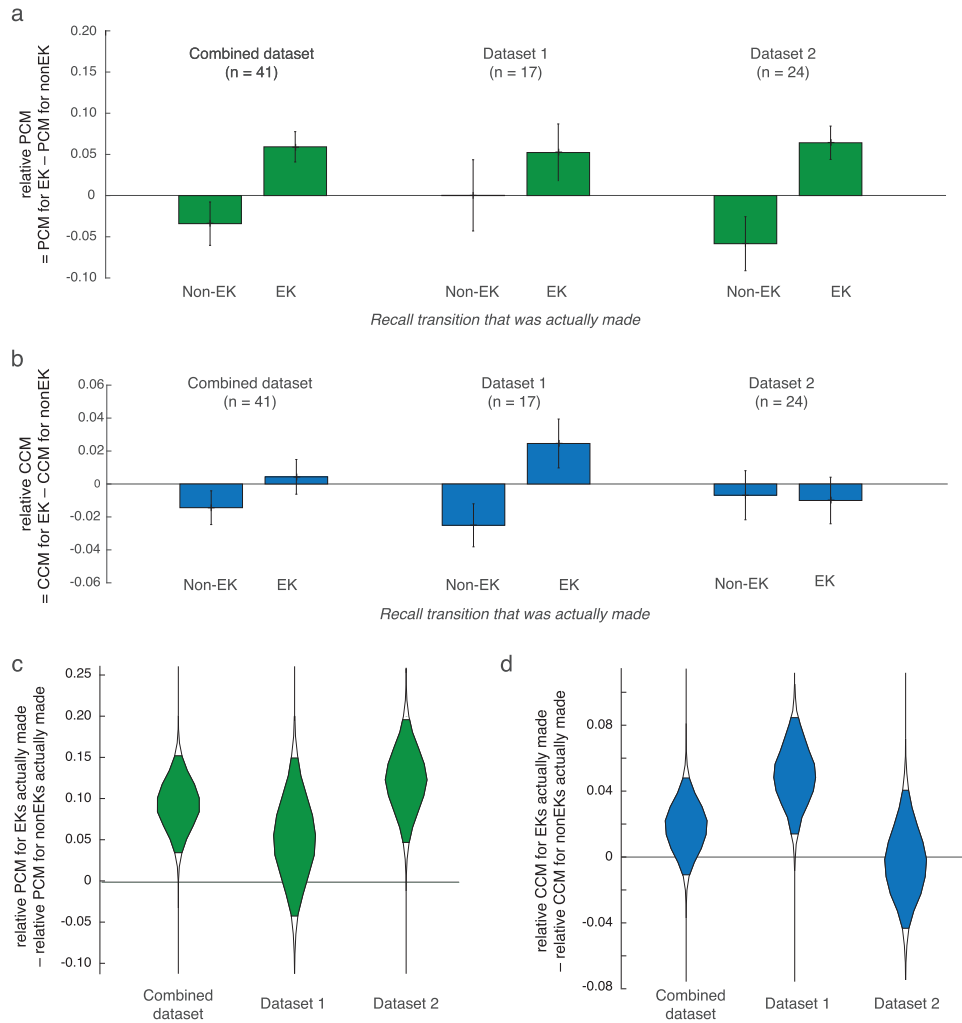 a
relative PCM
= PCM for EK – PCM for nonEK
0.20
0.15
0.10
0.05
0
-0.05
-0.10
Combined dataset
(n = 41)
Dataset 1
(n = 17)
Dataset 2
(n = 24)
Non-EK
EK
Non-EK
EK
Non-EK
EK
Recall transition that was actually made
b
relative CCM
= CCM for EK – CCM for nonEK
0.06
0.04
0.02
0
-0.02
-0.04
-0.06
Combined dataset
(n = 41)
Dataset 1
(n = 17)
Dataset 2
(n = 24)
Non-EK
EK
Non-EK
EK
Non-EK
EK
Recall transition that was actually made
c
relative PCM for EKs actually made
– relative PCM for nonEKs actually made
0.25
0.20
0.15
0.10
0.05
0
-0.05
-0.10
Combined
dataset
Dataset 1
Dataset 2
d
relative CCM for EKs actually made
– relative CCM for nonEKs actually made
0.08
0.04
0
-0.04
-0.08
Combined
dataset
Dataset 1
Dataset 2